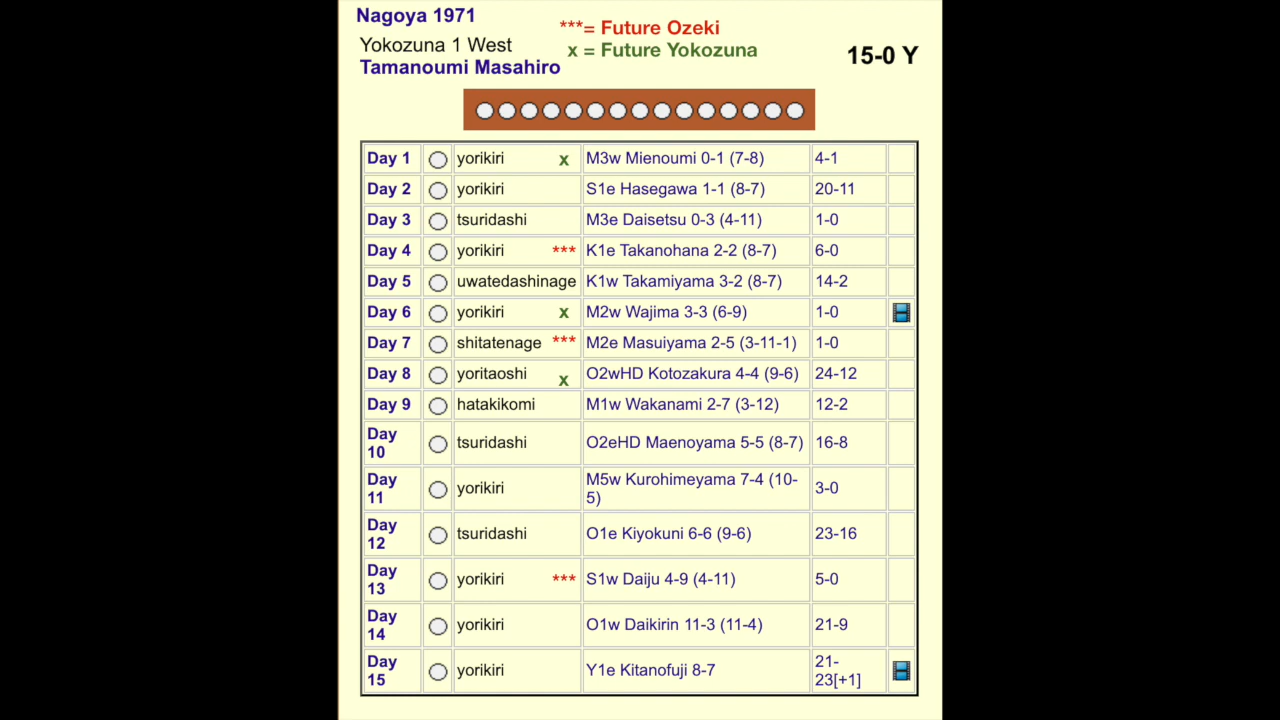 Nagoya 1971
***= Future Ozeki
Yokozuna 1 West
x = Future Yokozuna
15-0 Y
Tamanoumi Masahiro
Day 1 yorikiri x M3w Mienoumi 0-1 (7-8) 4-1
Day 2 yorikiri S1e Hasegawa 1-1 (8-7) 20-11
Day 3 tsuridashi M3e Daisetsu 0-3 (4-11) 1-0
Day 4 yorikiri *** K1e Takanohana 2-2 (8-7) 6-0
Day 5 uwatedashinage K1w Takamiyama 3-2 (8-7) 14-2
Day 6 yorikiri x M2w Wajima 3-3 (6-9) 1-0
Day 7 shitatenage *** M2e Masuiyama 2-5 (3-11-1) 1-0
Day 8 yoritaoshi x O2wHD Kotozakura 4-4 (9-6) 24-12
Day 9 hatakikomi M1w Wakanami 2-7 (3-12) 12-2
Day
10 tsuridashi O2eHD Maenoyama 5-5 (8-7) 16-8
Day
11 yorikiri M5w Kurohimeyama 7-4 (10-
5) 3-0
Day
12 tsuridashi O1e Kiyokuni 6-6 (9-6) 23-16
Day
13 yorikiri *** S1w Daiju 4-9 (4-11) 5-0
Day
14 yorikiri O1w Daikirin 11-3 (11-4) 21-9
Day
15 yorikiri Y1e Kitanofuji 8-7 21-
23[+1]